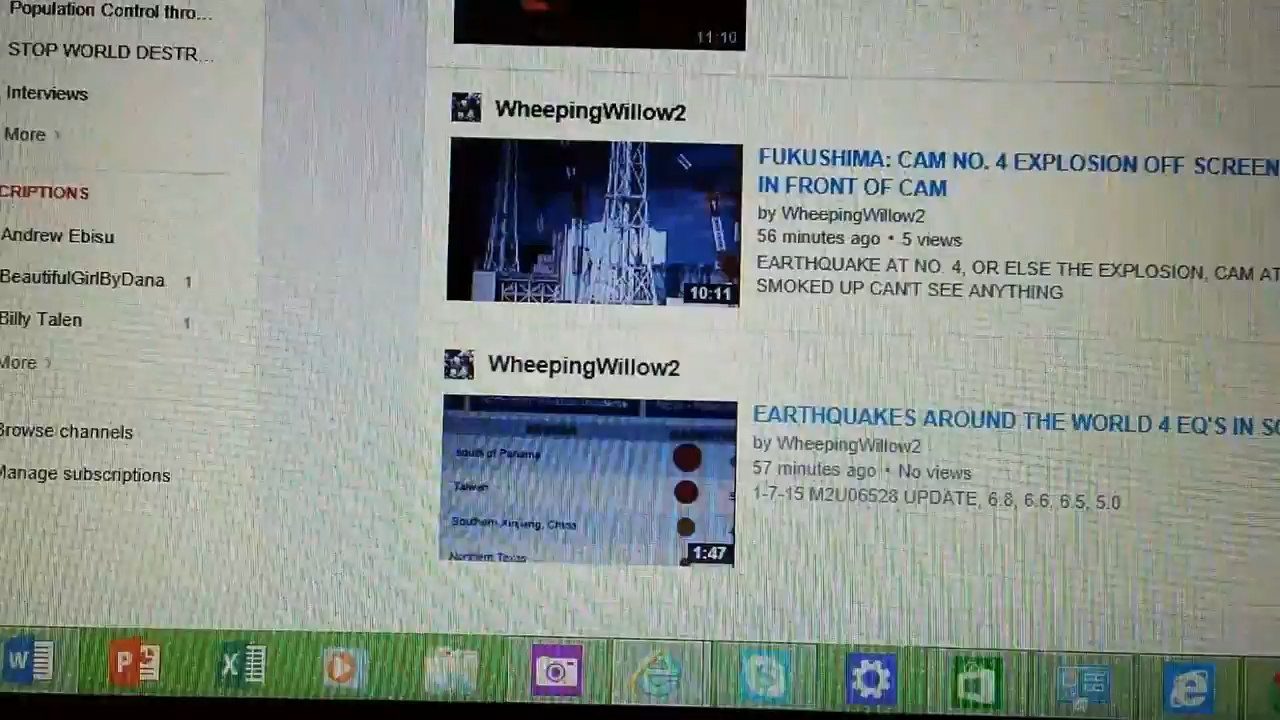 Population Control thro...
STOP WORLD DESTR...
Interviews
More ›
CRIPTIONS
Andrew Ebisu
BeautifulGirlByDana 1
Billy Talen 1
More ›
Browse channels
Manage subscriptions
11:10
WheepingWillow2
FUKUSHIMA: CAM NO. 4 EXPLOSION OFF SCREEN
IN FRONT OF CAM
by WheepingWillow2
56 minutes ago • 5 views
EARTHQUAKE AT NO. 4, OR ELSE THE EXPLOSION, CAM AT
SMOKED UP CAN'T SEE ANYTHING
10:11
WheepingWillow2
EARTHQUAKES AROUND THE WORLD 4 EQ'S IN
by WheepingWillow2
57 minutes ago • No views
1-7-15 M2U06528 UPDATE, 6.8, 6.6, 6.5, 5.0
South of Panama
Taiwan
Southern Xinjiang, China
Northern Texas
1:47